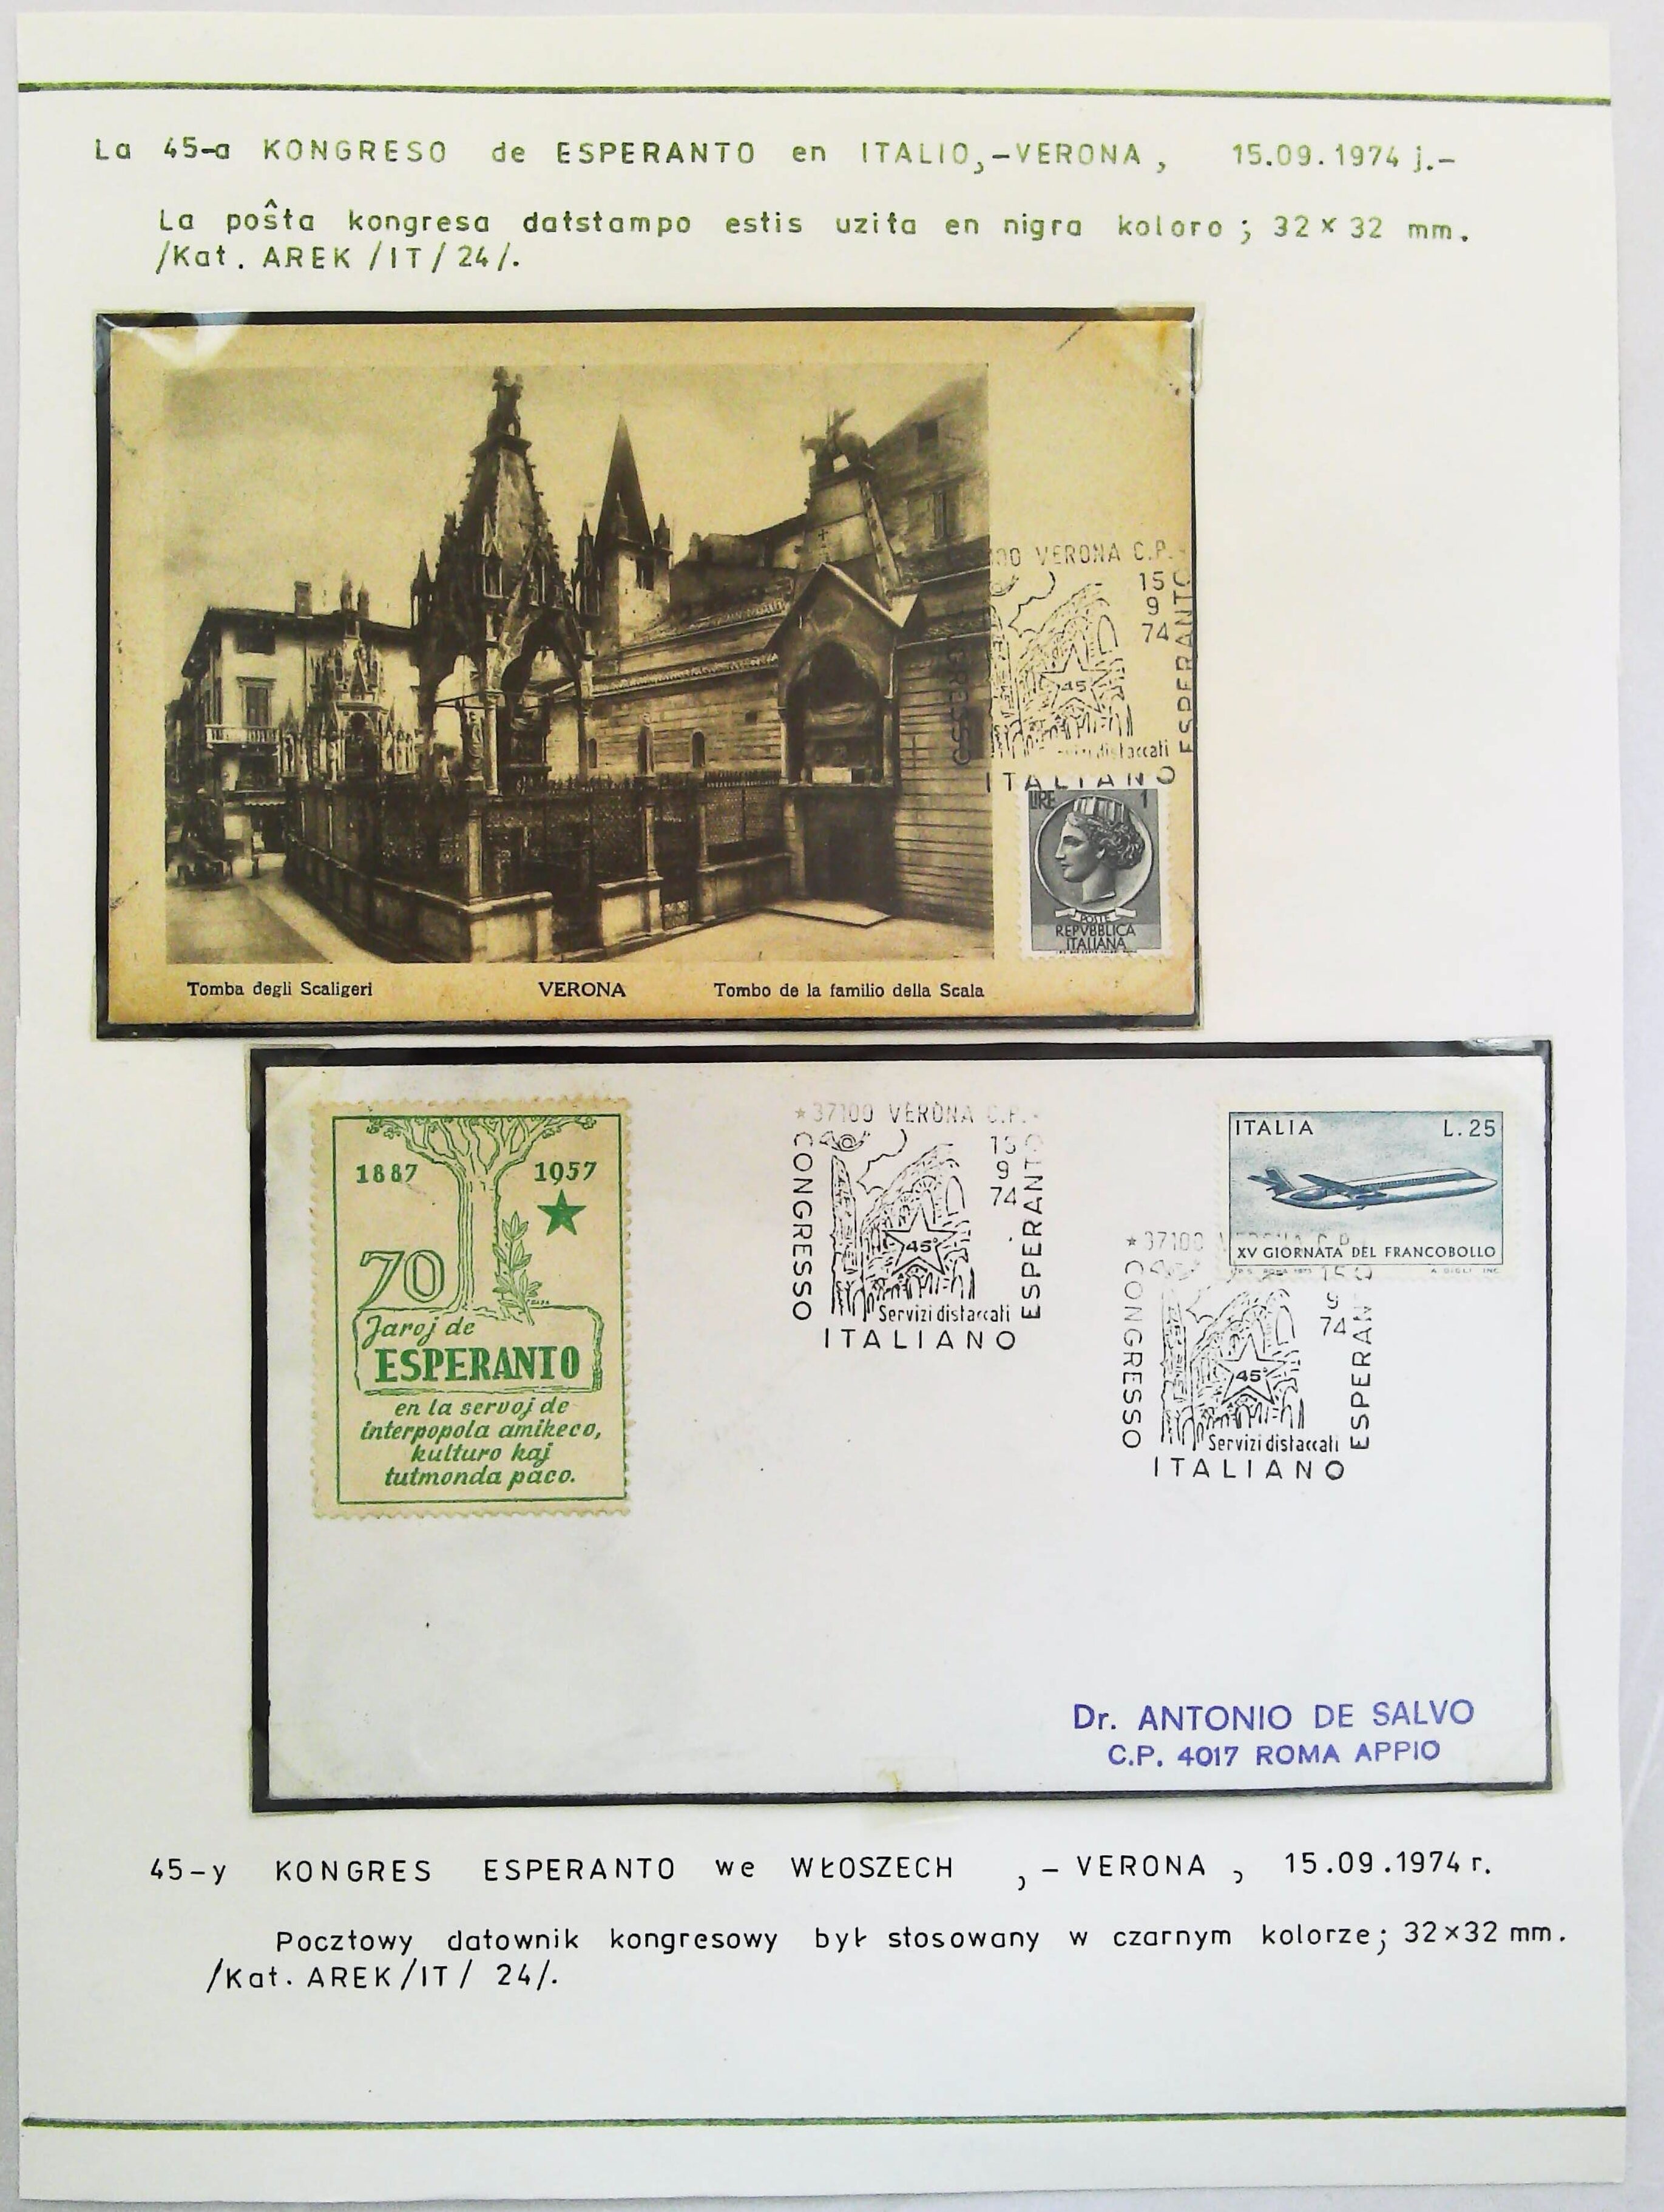 La 45-a KONGRESO de ESPERANTO en ITALIO,-VERONA, 15.09.1974 j.-
La poŝta kongresa datstampo estis uzita en nigra koloro; 32×32 mm.
/Kat. AREK /IT/ 24/.
VERONA C.P.
15
9
74
ESPERANTO
45
distaccati
ITALIANO
LIRE 1
POSTE
REPVBBLICA
ITALIANA
Tomba degli Scaligeri VERONA Tombo de la familio della Scala
1887 1957
70
Jaroj de
ESPERANTO
en la servoj de
interpopola amikeco,
kulturo kaj
tutmonda paco.
*37100 VERONA C.P.
15
9
74
CONGRESSO
ESPERANTO
45°
Servizi distaccati
ITALIANO
ITALIA L.25
XV GIORNATA DEL FRANCOBOLLO
*37100
15
9
74
CONGRESSO
ESPERANTO
45°
Servizi distaccati
ITALIANO
Dr. ANTONIO DE SALVO
C.P. 4017 ROMA APPIO
45-y KONGRES ESPERANTO we WŁOSZECH ,- VERONA , 15.09.1974 r.
Pocztowy datownik kongresowy był stosowany w czarnym kolorze; 32×32 mm.
/Kat. AREK/IT/ 24/.